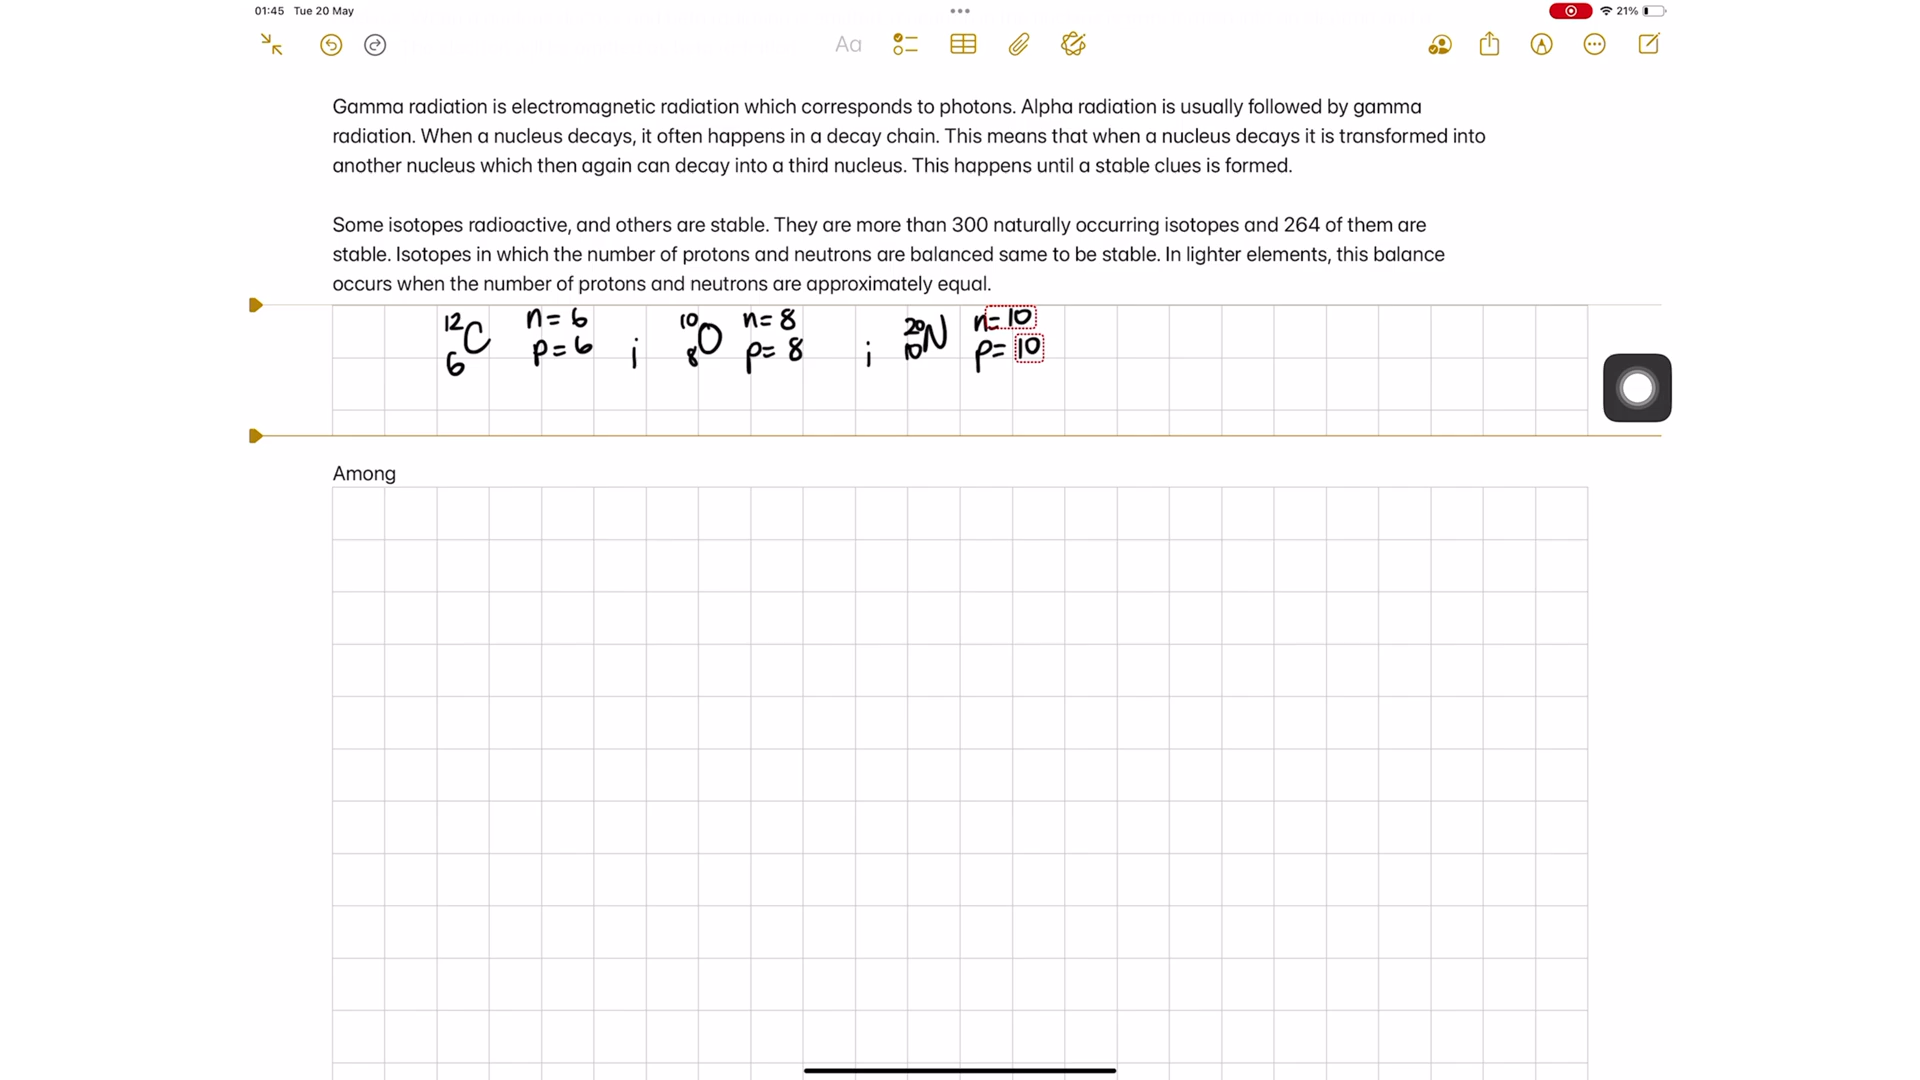 01:45 Tue 20 May
21%
Aa
Gamma radiation is electromagnetic radiation which corresponds to photons. Alpha radiation is usually followed by gamma
radiation. When a nucleus decays, it often happens in a decay chain. This means that when a nucleus decays it is transformed into
another nucleus which then again can decay into a third nucleus. This happens until a stable clues is formed.
Some isotopes radioactive, and others are stable. They are more than 300 naturally occurring isotopes and 264 of them are
stable. Isotopes in which the number of protons and neutrons are balanced same to be stable. In lighter elements, this balance
occurs when the number of protons and neutrons are approximately equal.
12 C n=6 10 O n=8 20 N n=10
6 p=6 ; 8 p=8 ; 10 p=10
Among